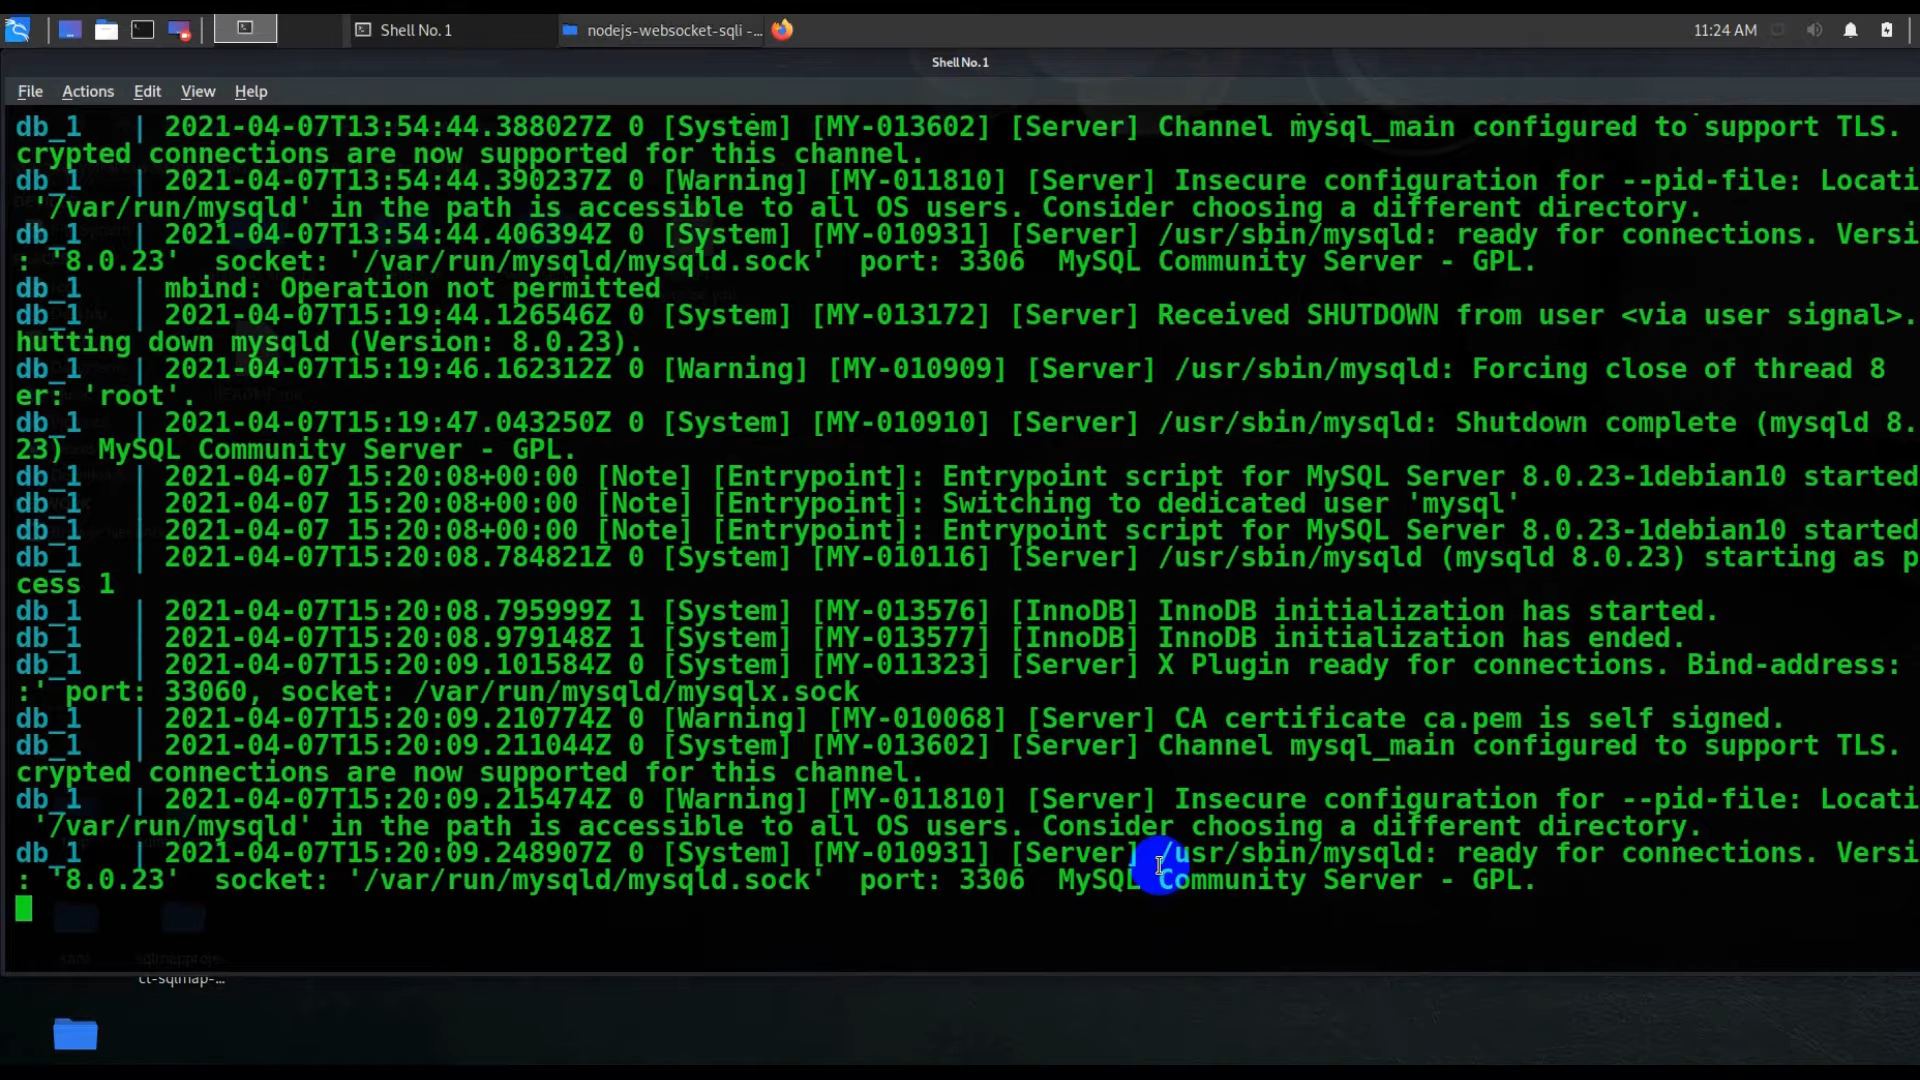 Shell No. 1
nodejs-websocket-sqli -...
11:24 AM
Shell No. 1
File Actions Edit View Help
db_1 | 2021-04-07T13:54:44.388027Z 0 [System] [MY-013602] [Server] Channel mysql_main configured to support TLS.
crypted connections are now supported for this channel.
db_1 | 2021-04-07T13:54:44.390237Z 0 [Warning] [MY-011810] [Server] Insecure configuration for --pid-file: Locati
'/var/run/mysqld' in the path is accessible to all OS users. Consider choosing a different directory.
db_1 | 2021-04-07T13:54:44.406394Z 0 [System] [MY-010931] [Server] /usr/sbin/mysqld: ready for connections. Versi
: '8.0.23' socket: '/var/run/mysqld/mysqld.sock' port: 3306 MySQL Community Server - GPL.
db_1 | mbind: Operation not permitted
db_1 | 2021-04-07T15:19:44.126546Z 0 [System] [MY-013172] [Server] Received SHUTDOWN from user <via user signal>.
hutting down mysqld (Version: 8.0.23).
db_1 | 2021-04-07T15:19:46.162312Z 0 [Warning] [MY-010909] [Server] /usr/sbin/mysqld: Forcing close of thread 8
er: 'root'.
db_1 | 2021-04-07T15:19:47.043250Z 0 [System] [MY-010910] [Server] /usr/sbin/mysqld: Shutdown complete (mysqld 8.
23) MySQL Community Server - GPL.
db_1 | 2021-04-07 15:20:08+00:00 [Note] [Entrypoint]: Entrypoint script for MySQL Server 8.0.23-1debian10 started
db_1 | 2021-04-07 15:20:08+00:00 [Note] [Entrypoint]: Switching to dedicated user 'mysql'
db_1 | 2021-04-07 15:20:08+00:00 [Note] [Entrypoint]: Entrypoint script for MySQL Server 8.0.23-1debian10 started
db_1 | 2021-04-07T15:20:08.784821Z 0 [System] [MY-010116] [Server] /usr/sbin/mysqld (mysqld 8.0.23) starting as p
cess 1
db_1 | 2021-04-07T15:20:08.795999Z 1 [System] [MY-013576] [InnoDB] InnoDB initialization has started.
db_1 | 2021-04-07T15:20:08.979148Z 1 [System] [MY-013577] [InnoDB] InnoDB initialization has ended.
db_1 | 2021-04-07T15:20:09.101584Z 0 [System] [MY-011323] [Server] X Plugin ready for connections. Bind-address:
:' port: 33060, socket: /var/run/mysqld/mysqlx.sock
db_1 | 2021-04-07T15:20:09.210774Z 0 [Warning] [MY-010068] [Server] CA certificate ca.pem is self signed.
db_1 | 2021-04-07T15:20:09.211044Z 0 [System] [MY-013602] [Server] Channel mysql_main configured to support TLS.
crypted connections are now supported for this channel.
db_1 | 2021-04-07T15:20:09.215474Z 0 [Warning] [MY-011810] [Server] Insecure configuration for --pid-file: Locati
'/var/run/mysqld' in the path is accessible to all OS users. Consider choosing a different directory.
db_1 | 2021-04-07T15:20:09.248907Z 0 [System] [MY-010931] [Server] /usr/sbin/mysqld: ready for connections. Versi
: '8.0.23' socket: '/var/run/mysqld/mysqld.sock' port: 3306 MySQL Community Server - GPL.
ct-sqlmap-...